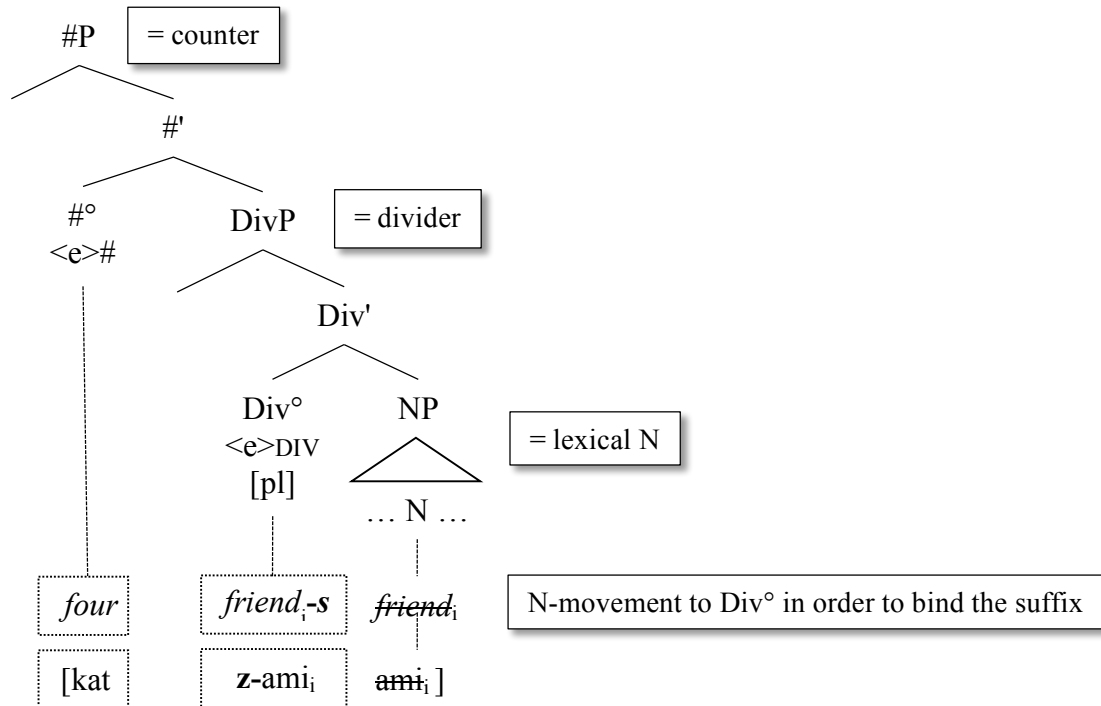 #P = counter
#'
#° DivP = divider
<e>#
Div'
Div° NP
<e>DIV = lexical N
[pl]
… N …
four friendᵢ-s friendᵢ N-movement to Div° in order to bind the suffix
[kat z-amiᵢ amiᵢ ]